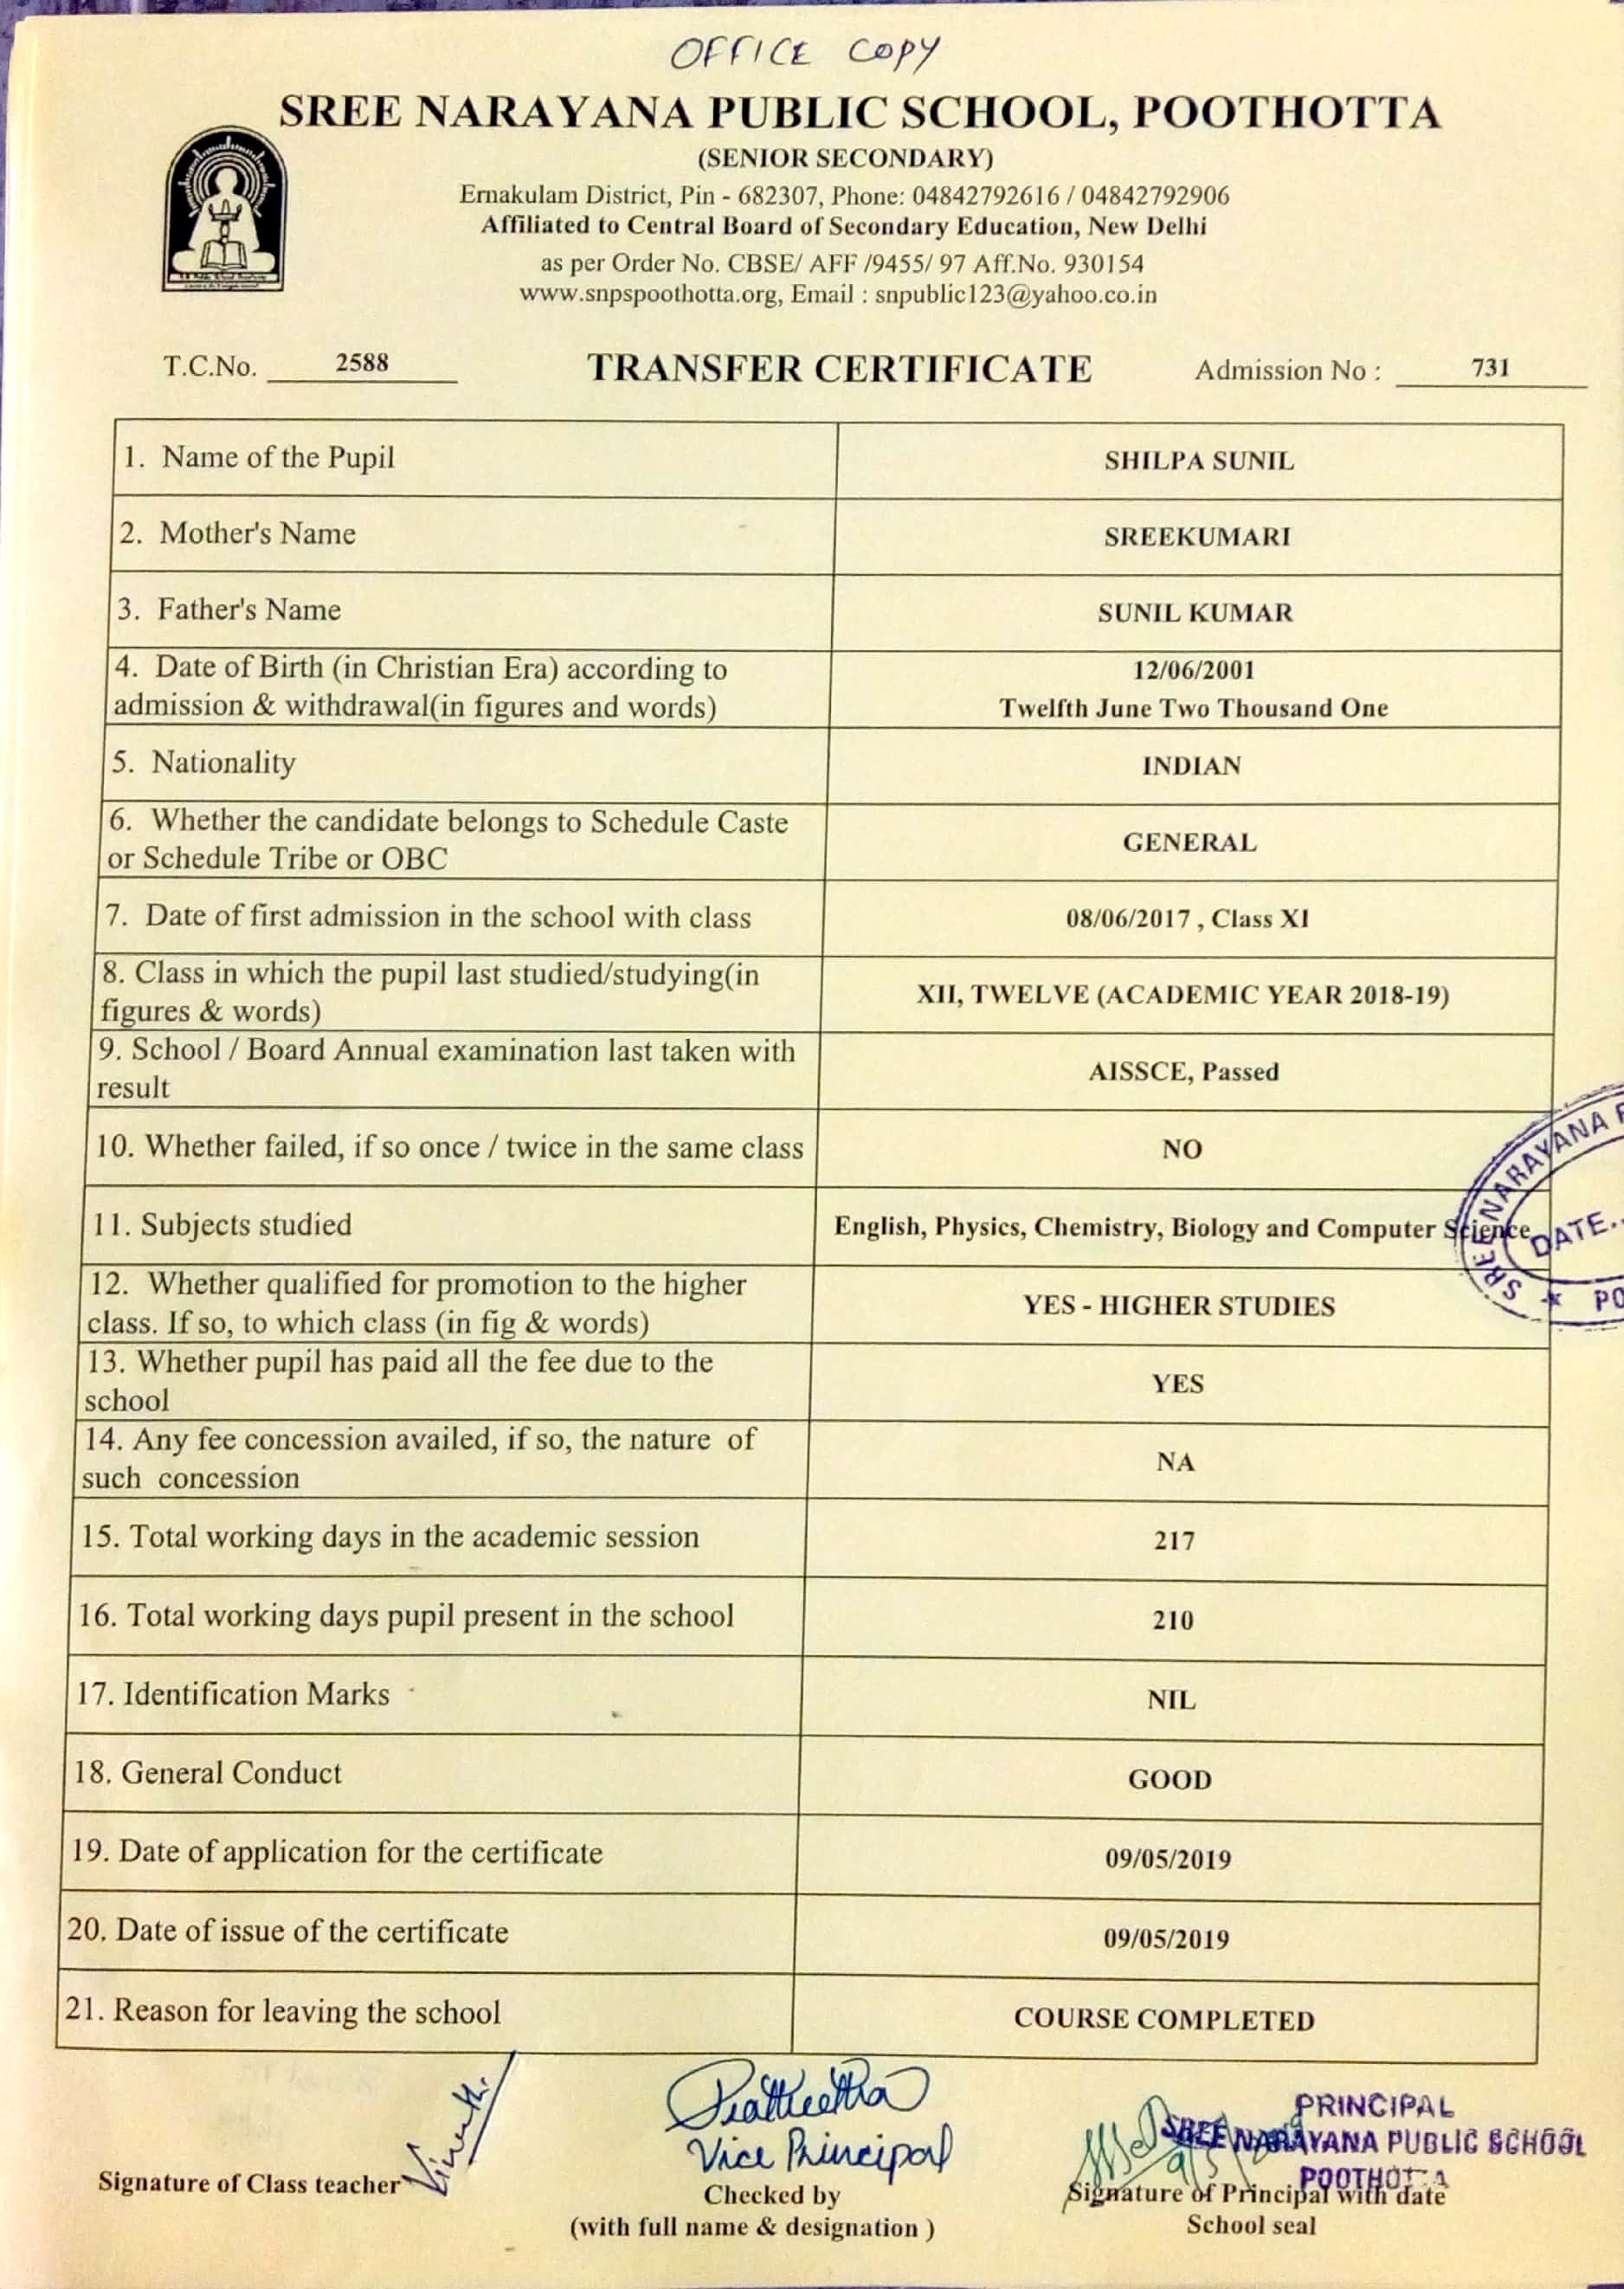 OFFICE COPY
SREE NARAYANA PUBLIC SCHOOL, POOTHOTTA
(SENIOR SECONDARY)
Ernakulam District, Pin - 682307, Phone: 04842792616 / 04842792906
Affiliated to Central Board of Secondary Education, New Delhi
as per Order No. CBSE/ AFF /9455/ 97 Aff.No. 930154
www.snpspoothotta.org, Email : snpublic123@yahoo.co.in
T.C.No. 2588 TRANSFER CERTIFICATE Admission No : 731
1. Name of the Pupil SHILPA SUNIL
2. Mother's Name SREEKUMARI
3. Father's Name SUNIL KUMAR
4. Date of Birth (in Christian Era) according to 12/06/2001
admission & withdrawal(in figures and words) Twelfth June Two Thousand One
5. Nationality INDIAN
6. Whether the candidate belongs to Schedule Caste
or Schedule Tribe or OBC GENERAL
7. Date of first admission in the school with class 08/06/2017 , Class XI
8. Class in which the pupil last studied/studying(in
figures & words) XII, TWELVE (ACADEMIC YEAR 2018-19)
9. School / Board Annual examination last taken with
result AISSCE, Passed
10. Whether failed, if so once / twice in the same class NO
11. Subjects studied English, Physics, Chemistry, Biology and Computer Science
12. Whether qualified for promotion to the higher
class. If so, to which class (in fig & words) YES - HIGHER STUDIES
13. Whether pupil has paid all the fee due to the
school YES
14. Any fee concession availed, if so, the nature of
such concession NA
15. Total working days in the academic session 217
16. Total working days pupil present in the school 210
17. Identification Marks NIL
18. General Conduct GOOD
19. Date of application for the certificate 09/05/2019
20. Date of issue of the certificate 09/05/2019
21. Reason for leaving the school COURSE COMPLETED
SREE NARAYANA
DATE..
Vice Principal
PRINCIPAL
SREE NARAYANA PUBLIC SCHOOL
POOTHOTTA
Signature of Class teacher
Checked by
(with full name & designation )
Signature of Principal with date
School seal